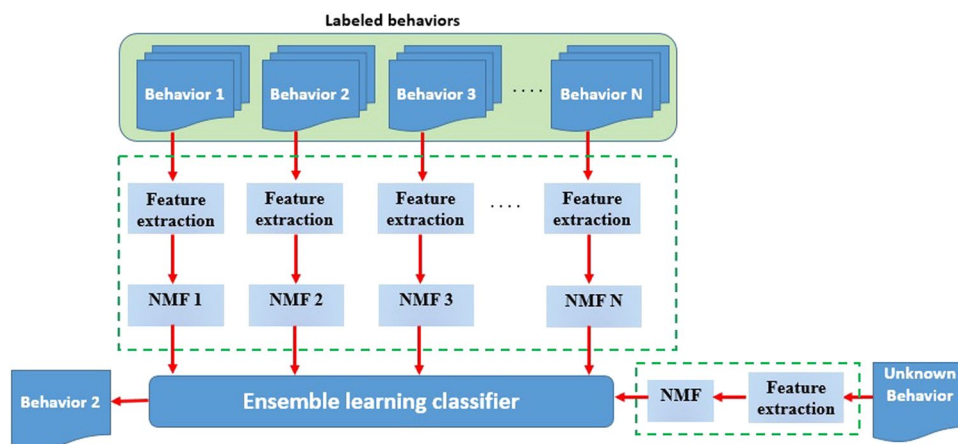 Labeled behaviors
Behavior 1
Behavior 2
Behavior 3
. . . .
Behavior N
Feature
extraction
Feature
extraction
Feature
extraction
. . . .
Feature
extraction
NMF 1
NMF 2
NMF 3
NMF N
Behavior 2
Ensemble learning classifier
NMF
Feature
extraction
Unknown
Behavior